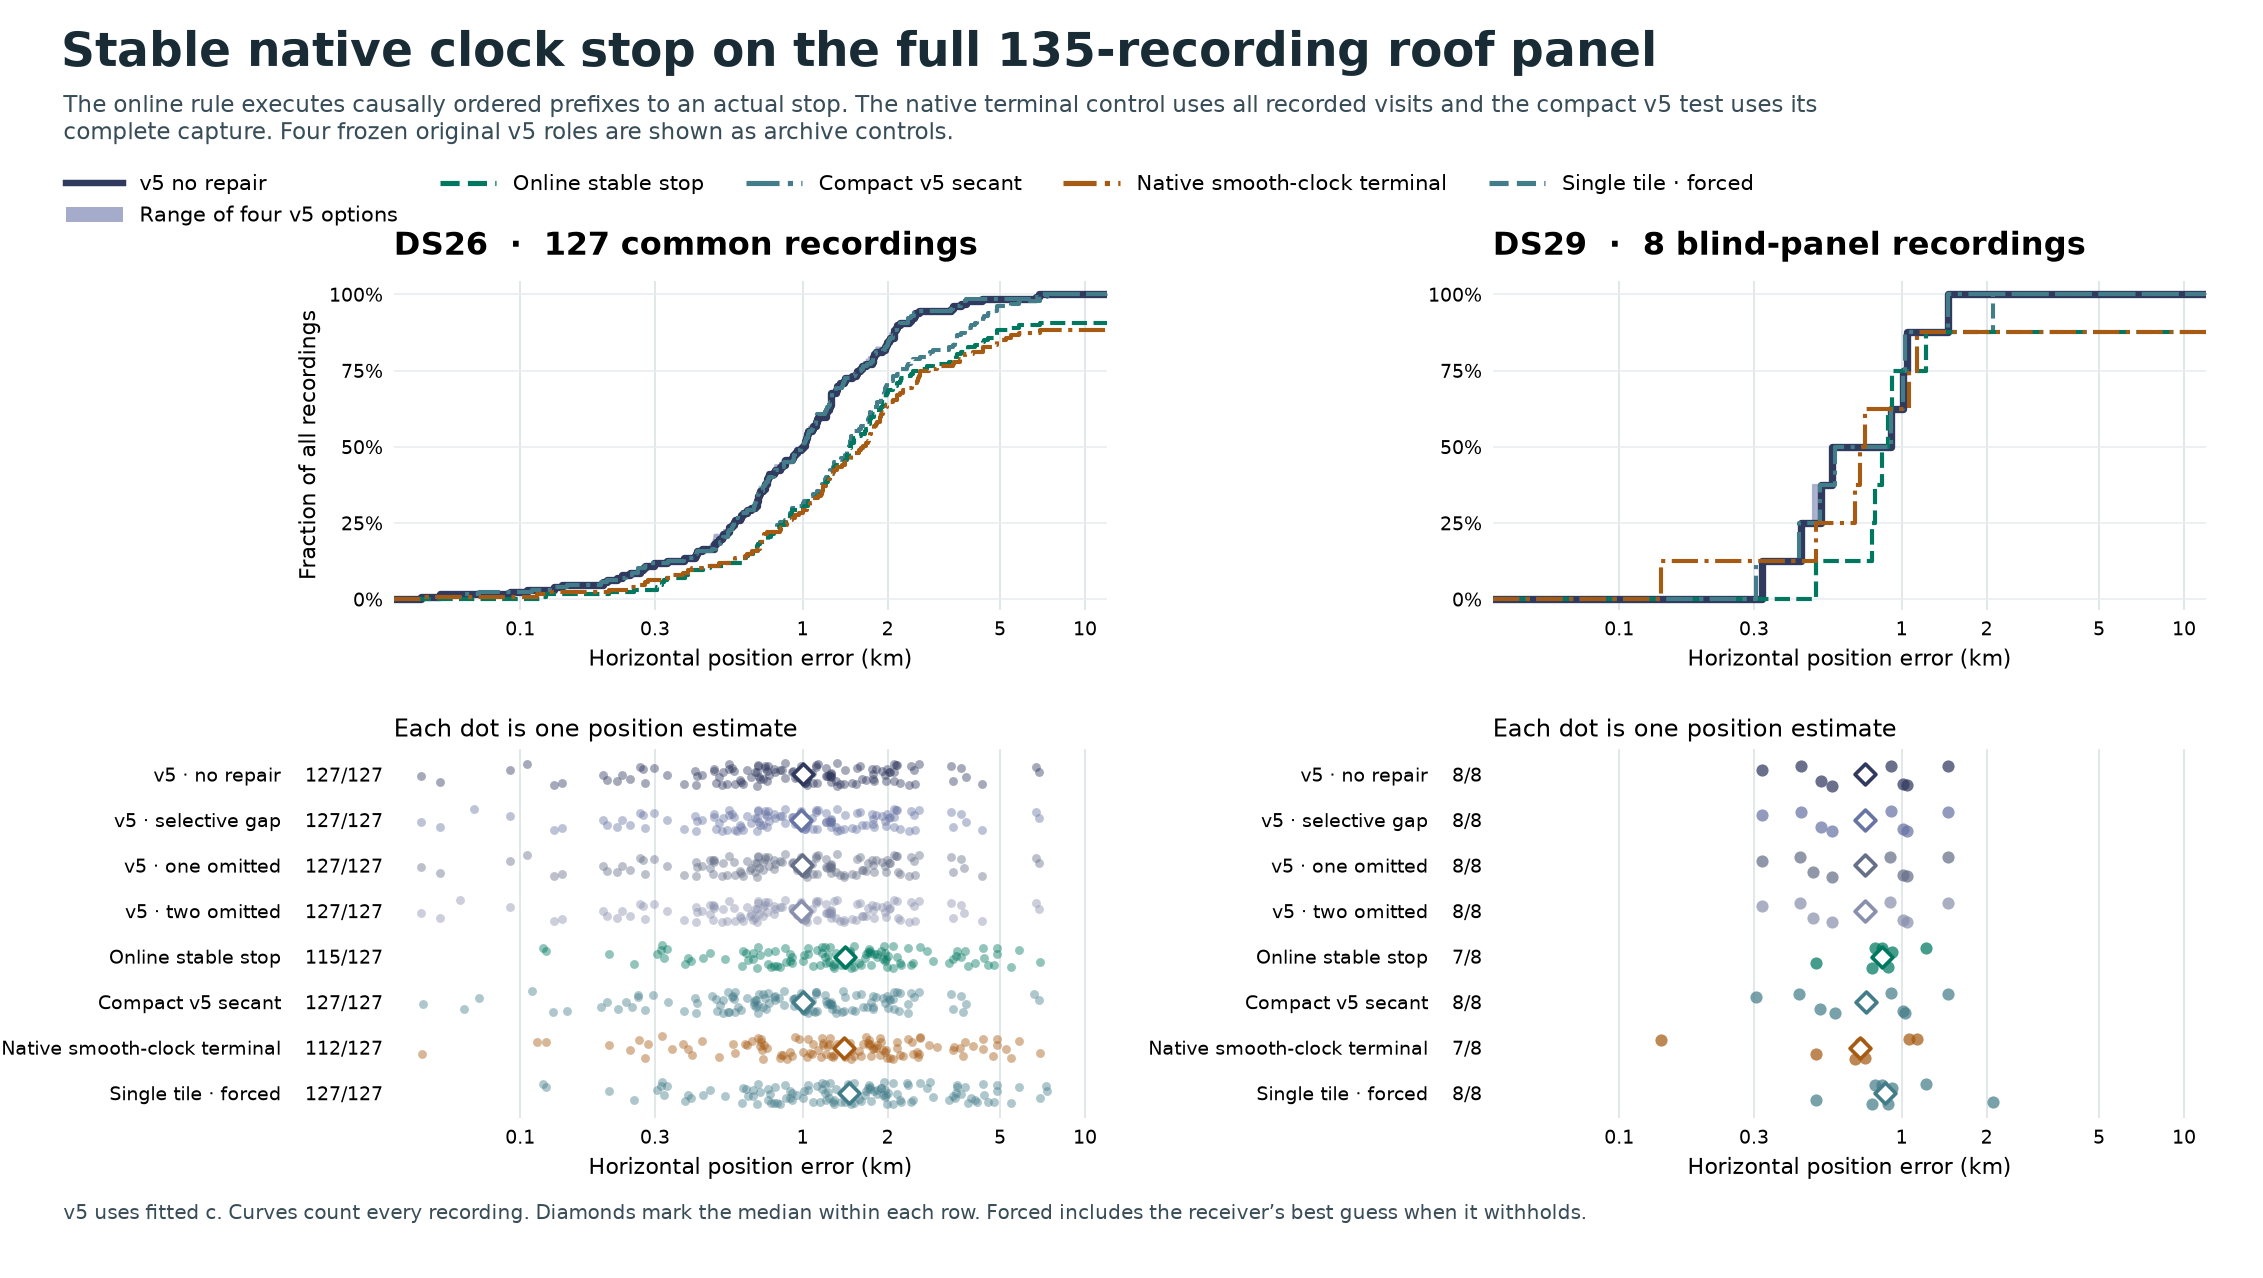 Stable native clock stop on the full 135-recording roof panel
The online rule executes causally ordered prefixes to an actual stop. The native terminal control uses all recorded visits and the compact v5 test uses its
complete capture. Four frozen original v5 roles are shown as archive controls.
v5 no repair
Online stable stop
Compact v5 secant
Native smooth-clock terminal
Single tile · forced
Range of four v5 options
DS26 · 127 common recordings
Fraction of all recordings
100%
75%
50%
25%
0%
0.1 0.3 1 2 5 10
Horizontal position error (km)
DS29 · 8 blind-panel recordings
100%
75%
50%
25%
0%
0.1 0.3 1 2 5 10
Horizontal position error (km)
Each dot is one position estimate
v5 · no repair 127/127
v5 · selective gap 127/127
v5 · one omitted 127/127
v5 · two omitted 127/127
Online stable stop 115/127
Compact v5 secant 127/127
Native smooth-clock terminal 112/127
Single tile · forced 127/127
0.1 0.3 1 2 5 10
Horizontal position error (km)
Each dot is one position estimate
v5 · no repair 8/8
v5 · selective gap 8/8
v5 · one omitted 8/8
v5 · two omitted 8/8
Online stable stop 7/8
Compact v5 secant 8/8
Native smooth-clock terminal 7/8
Single tile · forced 8/8
0.1 0.3 1 2 5 10
Horizontal position error (km)
v5 uses fitted c. Curves count every recording. Diamonds mark the median within each row. Forced includes the receiver’s best guess when it withholds.